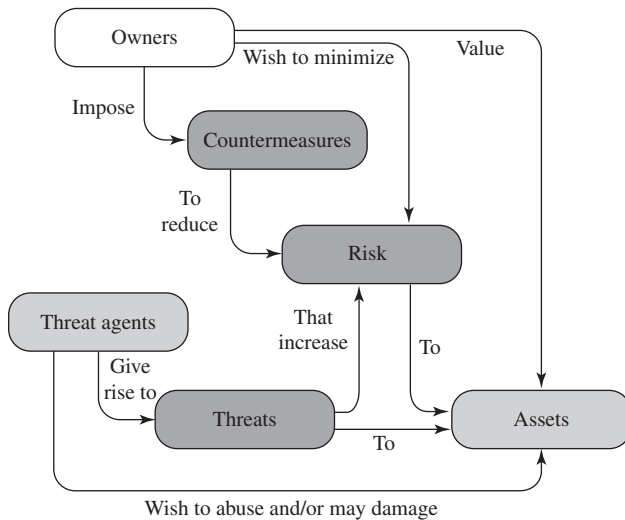 Owners
Value
Wish to minimize
Impose
Countermeasures
To
reduce
Risk
Threat agents
That
increase
To
Give
rise to
Threats
Assets
To
Wish to abuse and/or may damage